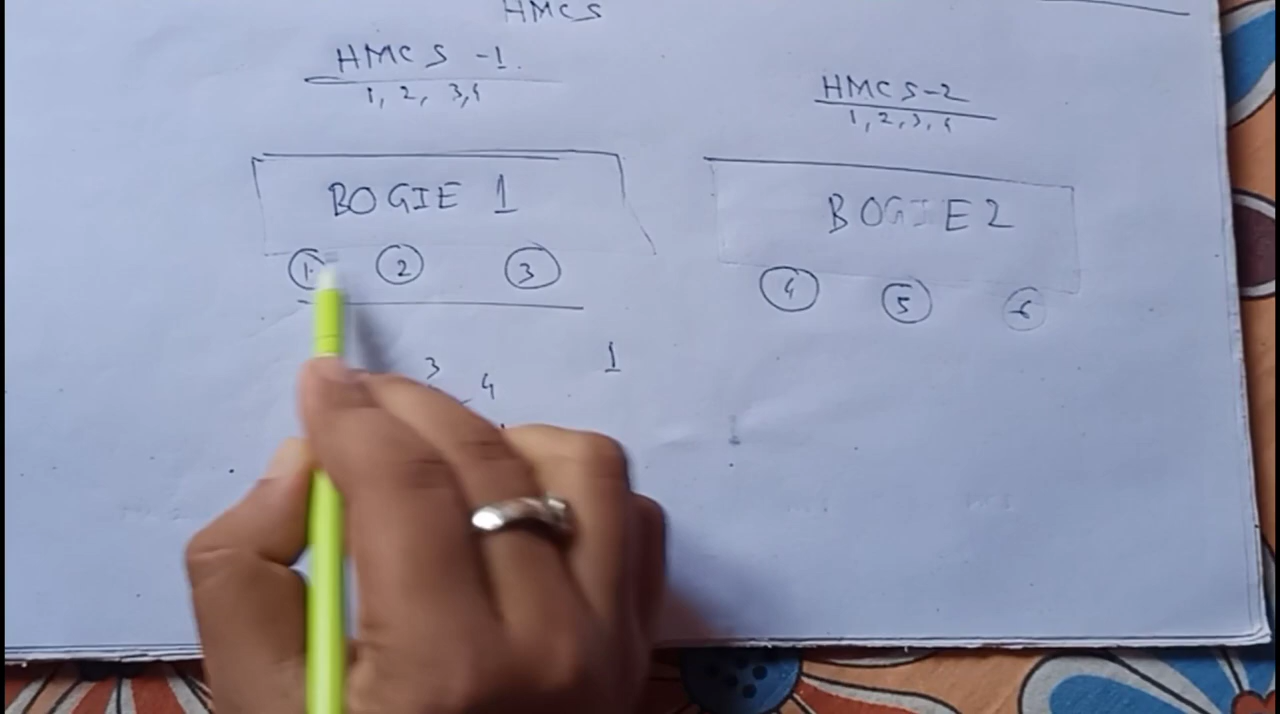 HMCS
HMCS -1.
1, 2, 3,4
HMCS-2
1,2,3,4
BOGIE 1
BOGIE 2
1 2 3
4 5 6
3
4
1